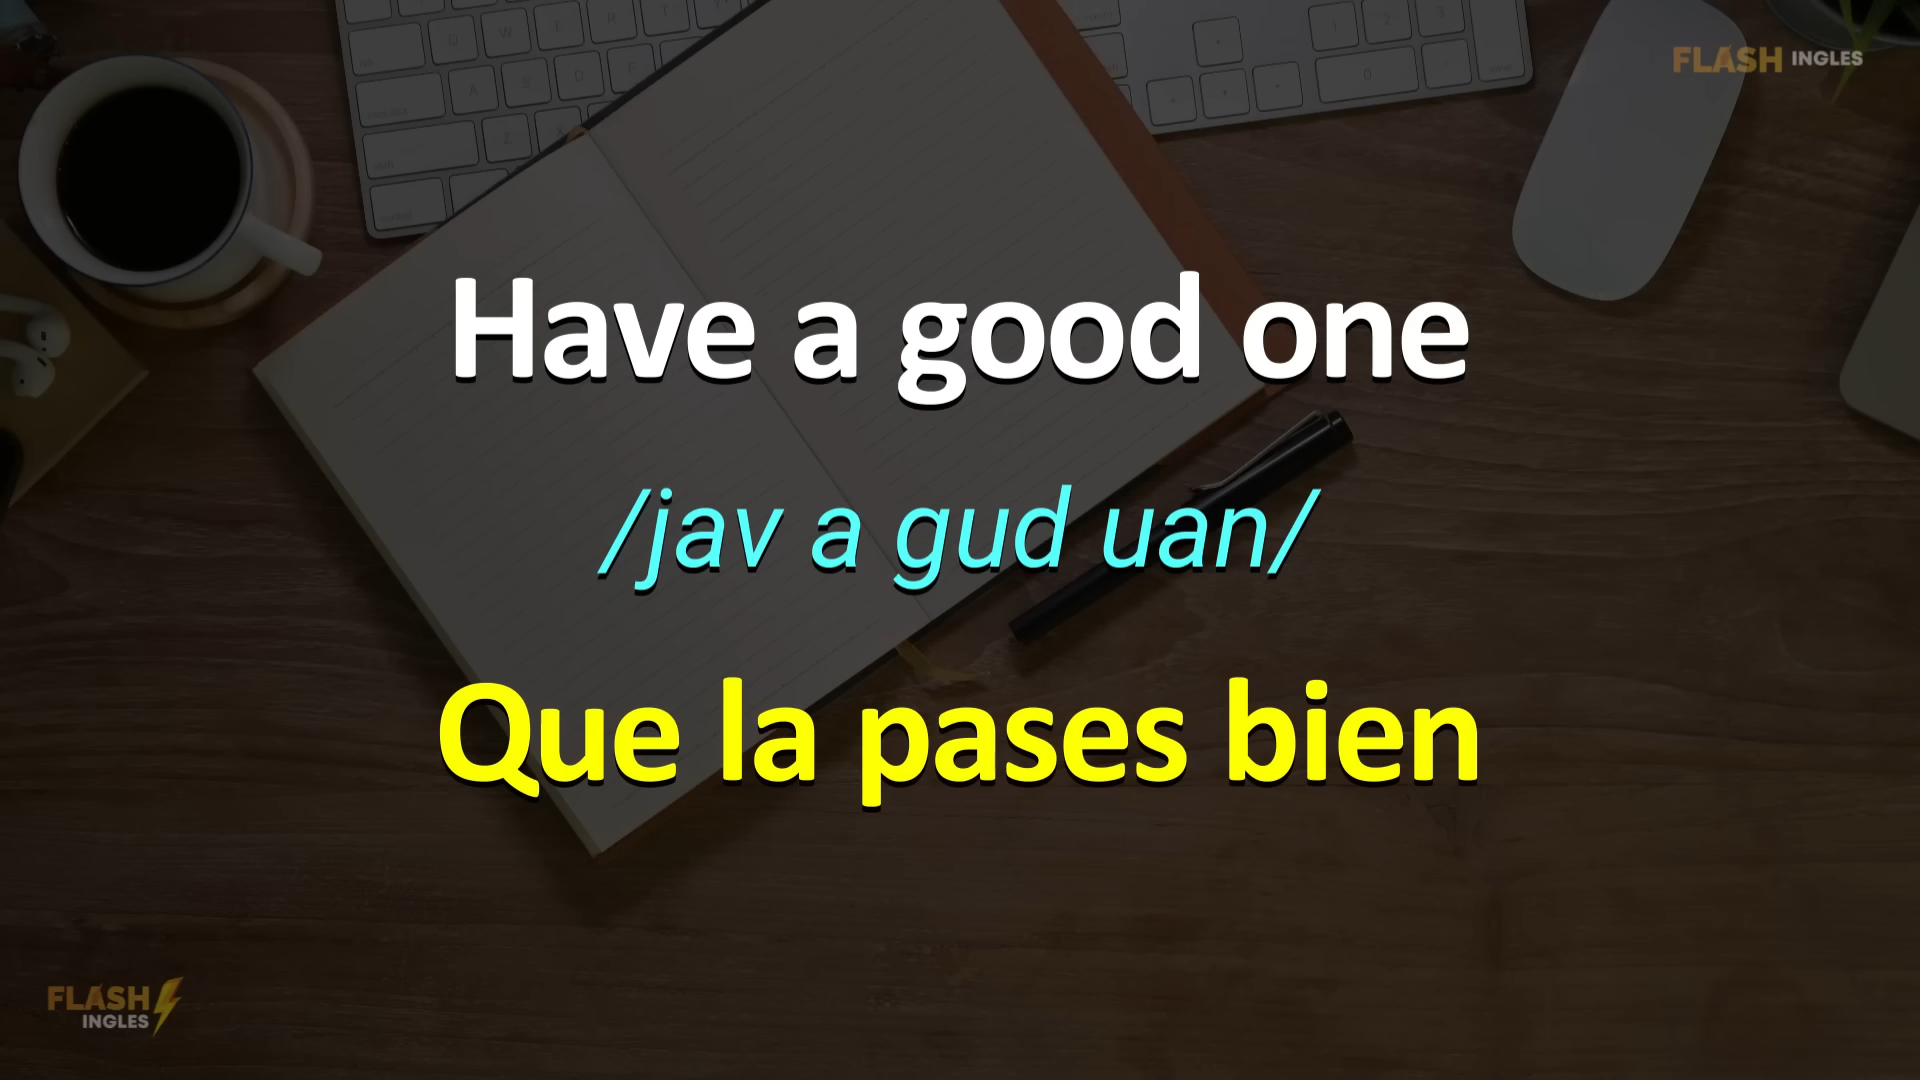 FLASH INGLES
Have a good one
/jav a gud uan/
Que la pases bien
FLASH
INGLES